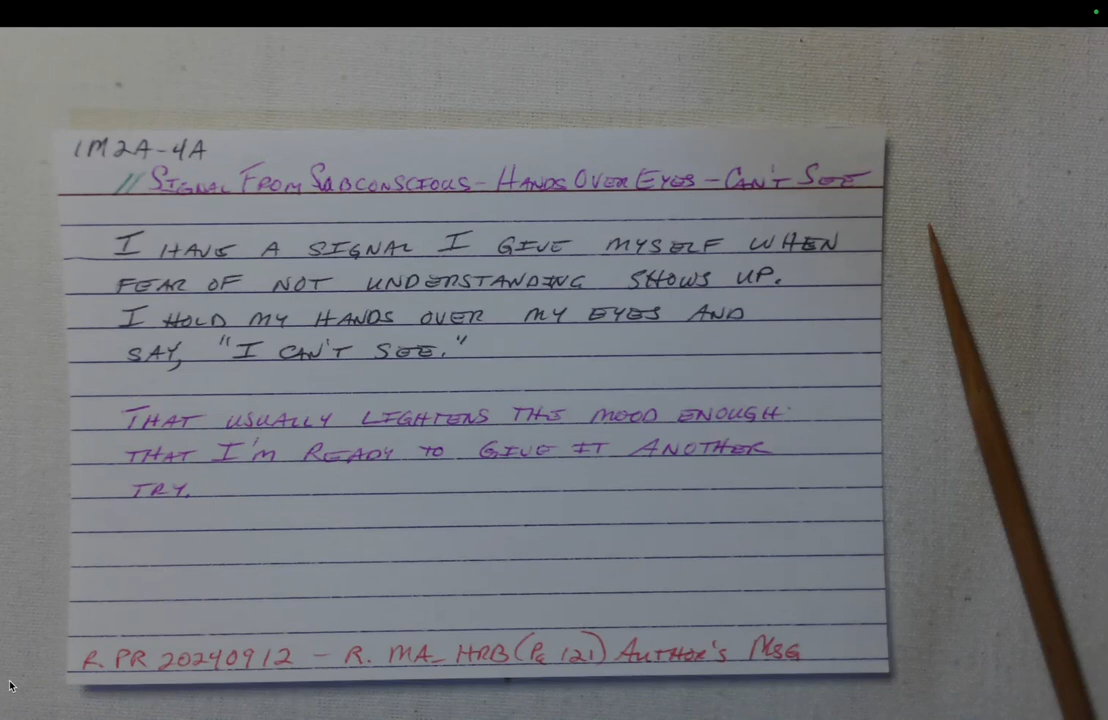 1M2A-4A
// SIGNAL FROM SUBCONSCIOUS - HANDS OVER EYES - CAN'T SEE
I HAVE A SIGNAL I GIVE MYSELF WHEN
FEAR OF NOT UNDERSTANDING SHOWS UP.
I HOLD MY HANDS OVER MY EYES AND
SAY, "I CAN'T SEE."
THAT USUALLY LIGHTENS THE MOOD ENOUGH
THAT I'M READY TO GIVE IT ANOTHER
TRY.
R PR 20240912 - R. MA_ HRB (PG 121) AUTHOR'S MSG